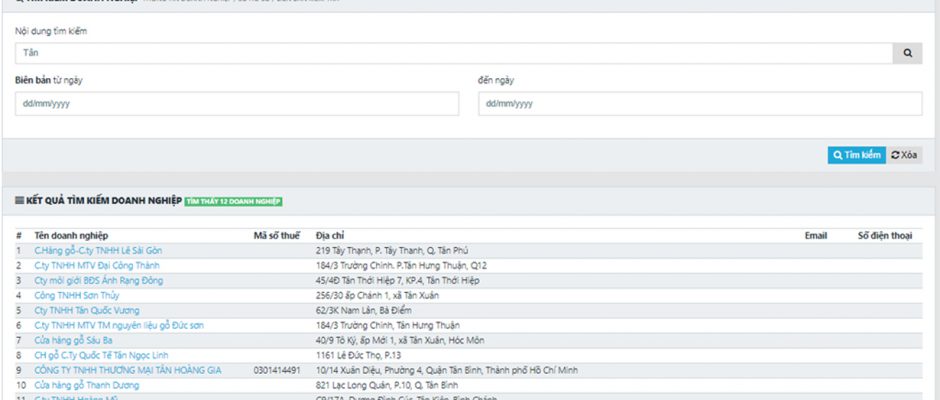 Nội dung tìm kiếm
Tân
Biên bản từ ngày đến ngày
dd/mm/yyyy dd/mm/yyyy
Tìm kiếm Xóa
KẾT QUẢ TÌM KIẾM DOANH NGHIỆP TÌM THẤY 12 DOANH NGHIỆP
# Tên doanh nghiệp Mã số thuế Địa chỉ Email Số điện thoại
1 C.Hàng gỗ-C.ty TNHH Lê Sài Gòn 219 Tây Thạnh, P. Tây Thạnh, Q. Tân Phú
2 C.ty TNHH MTV Đại Công Thành 184/3 Trường Chinh. P.Tân Hưng Thuận, Q12
3 Cty môi giới BĐS Ánh Rạng Đông 45/4Đ Tân Thới Hiệp 7, KP.4, Tân Thới Hiệp
4 Công TNHH Sơn Thủy 256/30 ấp Chánh 1, xã Tân Xuân
5 Cty TNHH Tân Quốc Vương 62/3K Nam Lân, Bà Điểm
6 C.ty TNHH MTV TM nguyên liệu gỗ Đức sơn 184/3 Trường Chinh, Tân Hưng Thuận
7 Cửa hàng gỗ Sáu Ba 40/9 Tô Ký, ấp Mới 1, xã Tân Xuân, Hóc Môn
8 CH gỗ C.Ty Quốc Tế Tân Ngọc Linh 1161 Lê Đức Thọ, P.13
9 CÔNG TY TNHH THƯƠNG MẠI TÂN HOÀNG GIA 0301414491 10/14 Xuân Diệu, Phường 4, Quận Tân Bình, Thành phố Hồ Chí Minh
10 Cửa hàng gỗ Thanh Dương 821 Lạc Long Quân, P.10, Q. Tân Bình